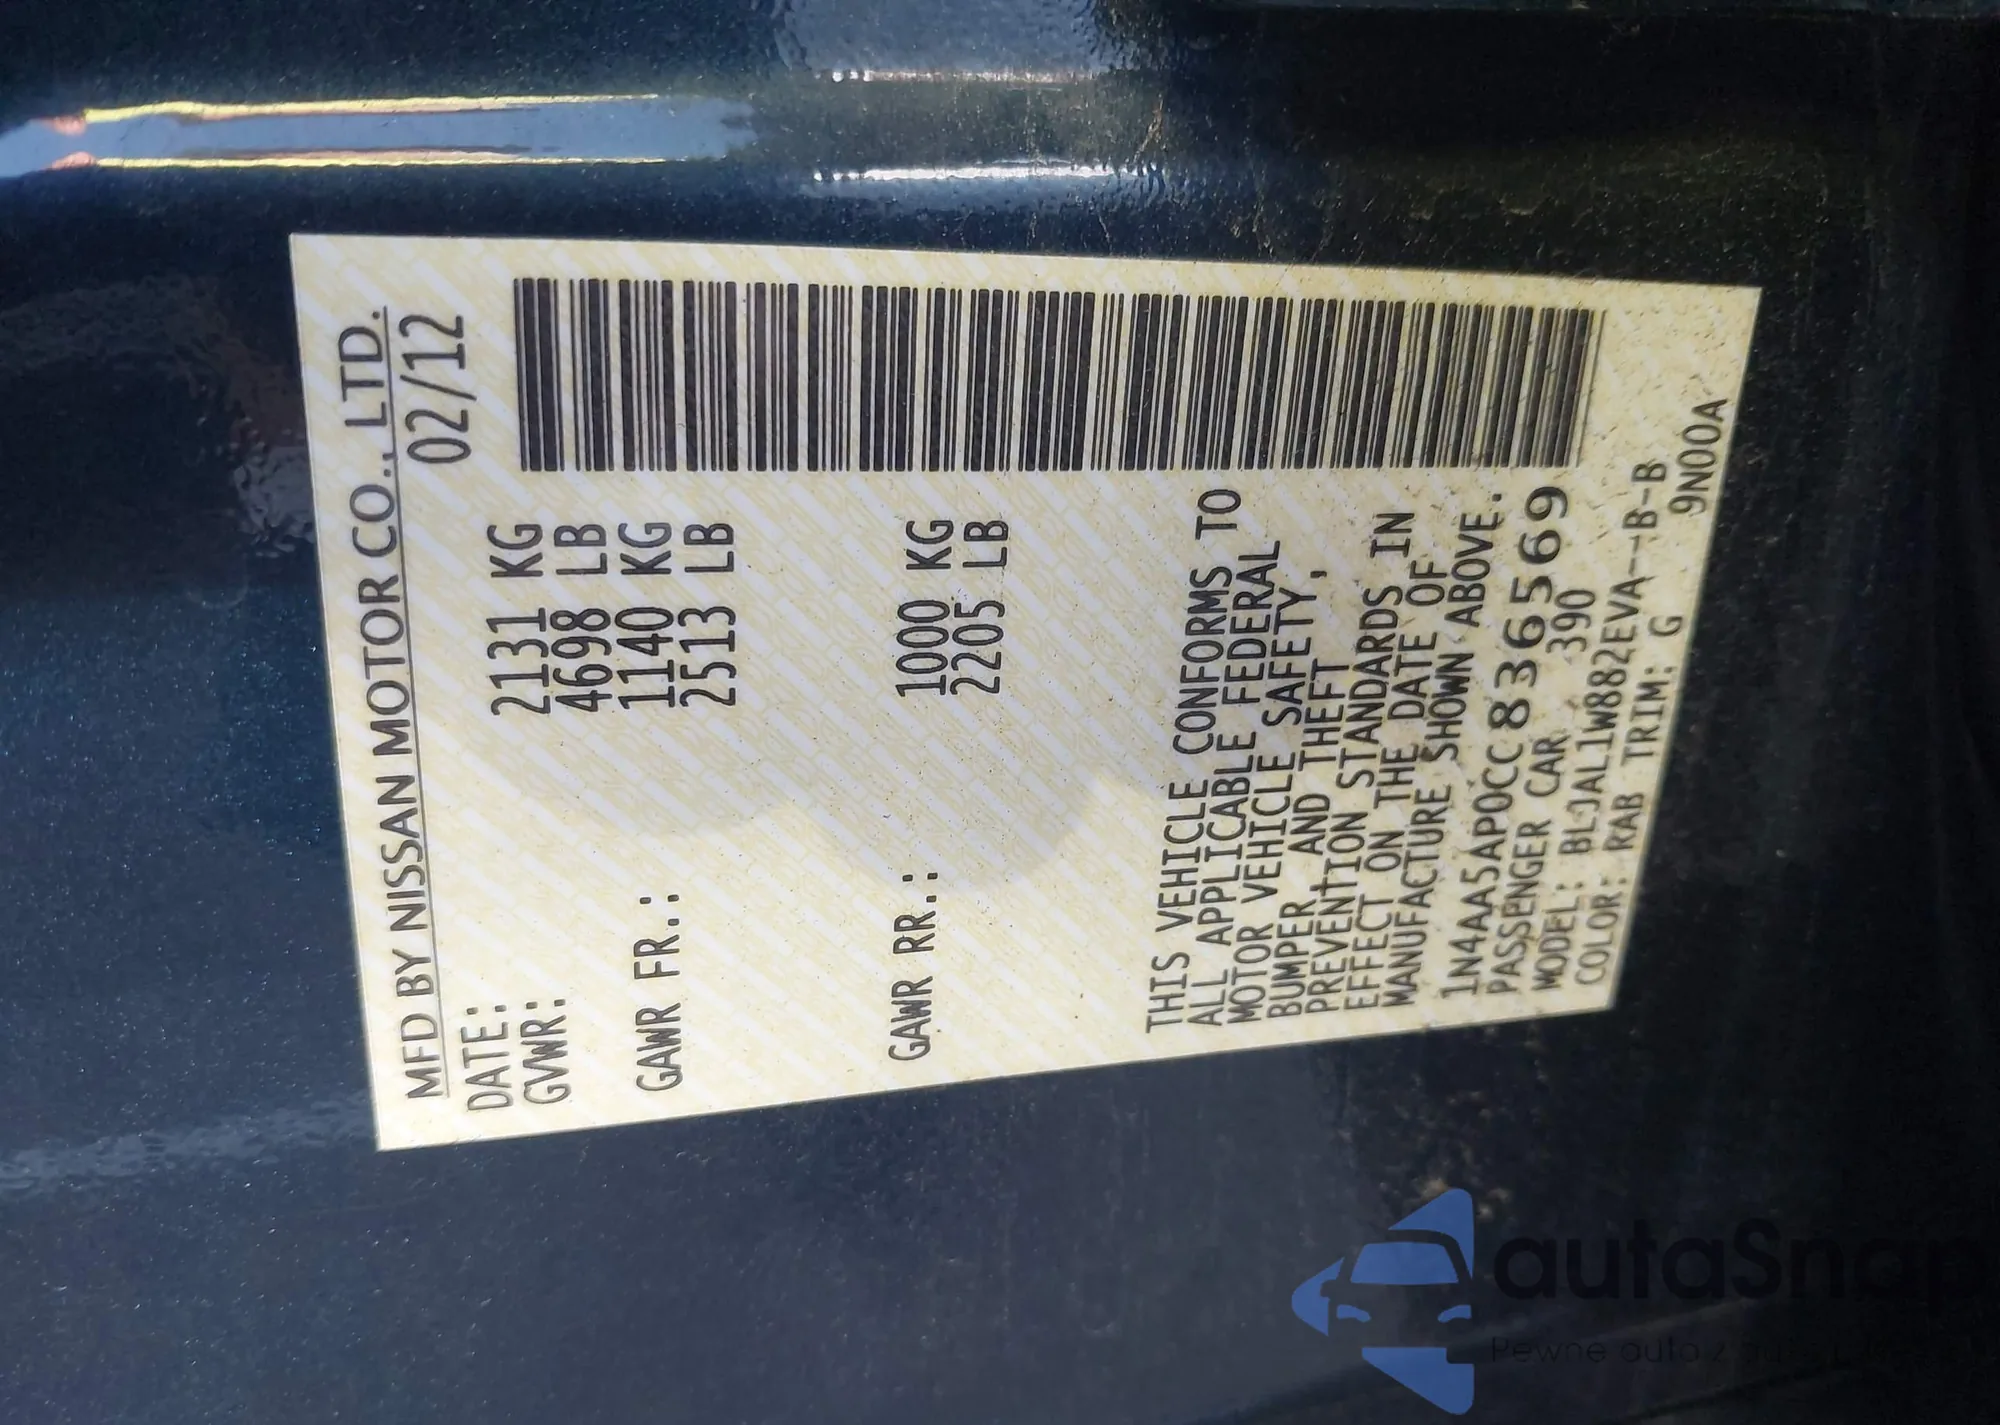 MFD BY NISSAN MOTOR CO., LTD.
DATE: 02/12
GVWR: 2131 KG
4698 LB
GAWR FR.: 1140 KG
2513 LB
GAWR RR.: 1000 KG
2205 LB
THIS VEHICLE CONFORMS TO
ALL APPLICABLE FEDERAL
MOTOR VEHICLE SAFETY,
BUMPER AND THEFT
PREVENTION STANDARDS IN
EFFECT ON THE DATE OF
MANUFACTURE SHOWN ABOVE.
1N4AA5AP0CC836569
PASSENGER CAR 390
MODEL: BLJAL1W882EVA--B-B
COLOR: RAB TRIM: G 9N00A
autaSnap
Pewne auto z